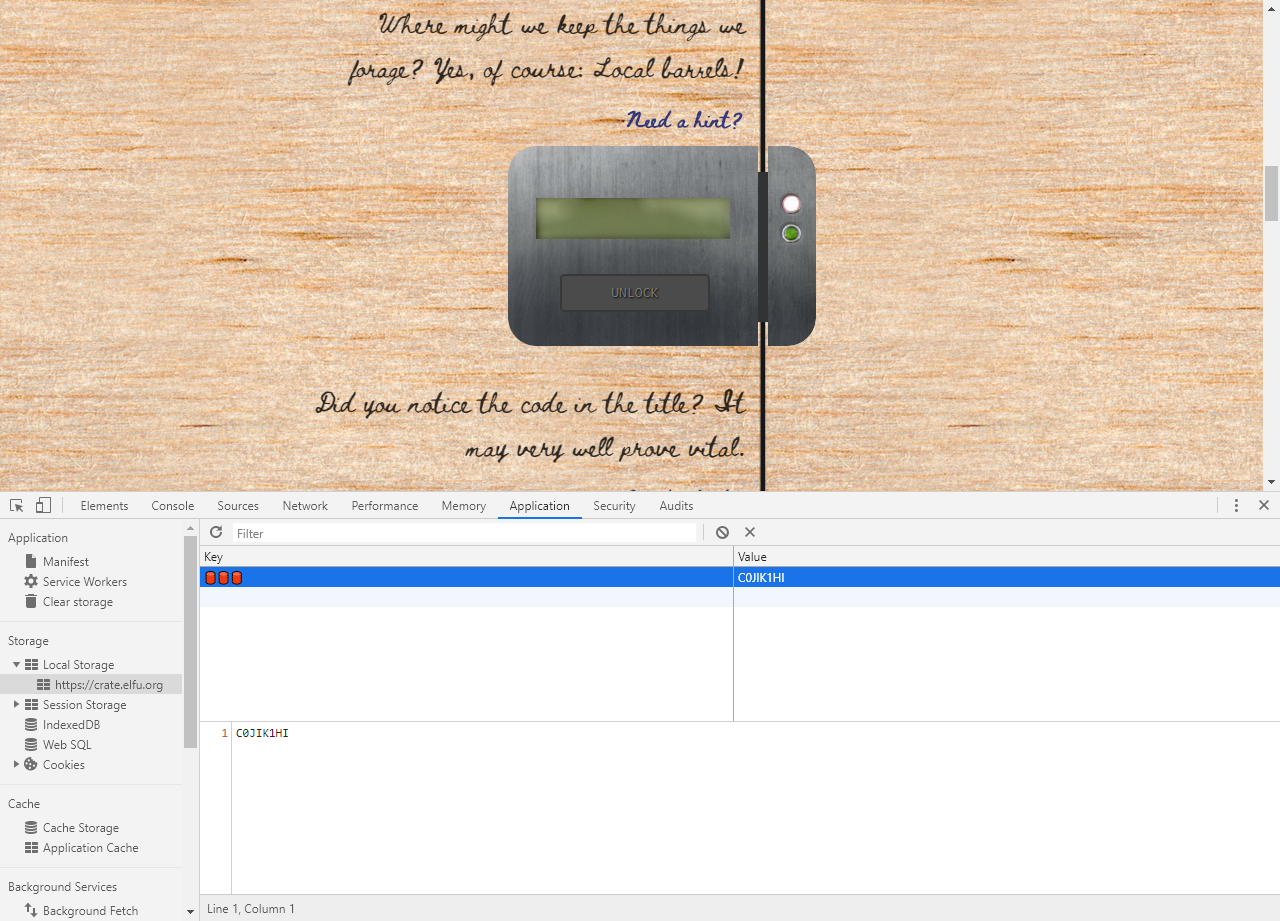 Where might we keep the things we
forage? Yes, of course: Local barrels!
Need a hint?
UNLOCK
Did you notice the code in the title? It
may very well prove vital.
Elements Console Sources Network Performance Memory Application Security Audits
Application
Manifest
Service Workers
Clear storage
Storage
Local Storage
https://crate.elfu.org
Session Storage
IndexedDB
Web SQL
Cookies
Cache
Cache Storage
Application Cache
Background Services
Background Fetch
Filter
Key Value
C0JIK1HI
1 C0JIK1HI
Line 1, Column 1